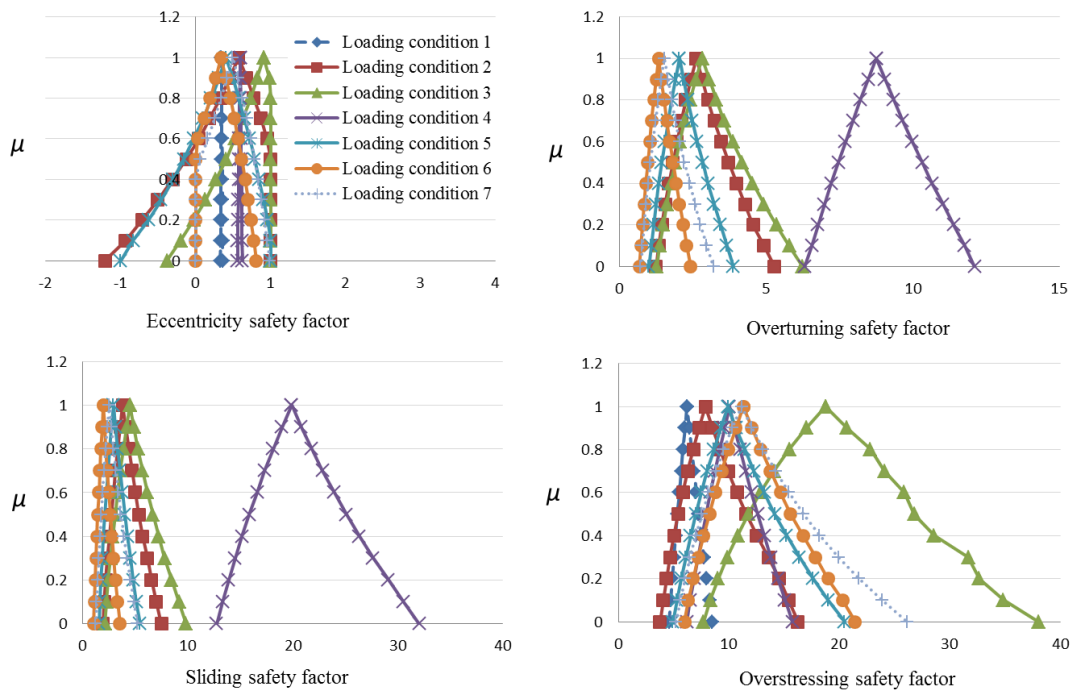 1.2
1
0.8
0.6
0.4
0.2
0
-2 -1 0 1 2 3 4
μ
Eccentricity safety factor
Loading condition 1
Loading condition 2
Loading condition 3
Loading condition 4
Loading condition 5
Loading condition 6
Loading condition 7
1.2
1
0.8
0.6
0.4
0.2
0
0 5 10 15
μ
Overturning safety factor
1.2
1
0.8
0.6
0.4
0.2
0
0 10 20 30 40
μ
Sliding safety factor
1.2
1
0.8
0.6
0.4
0.2
0
0 10 20 30 40
μ
Overstressing safety factor